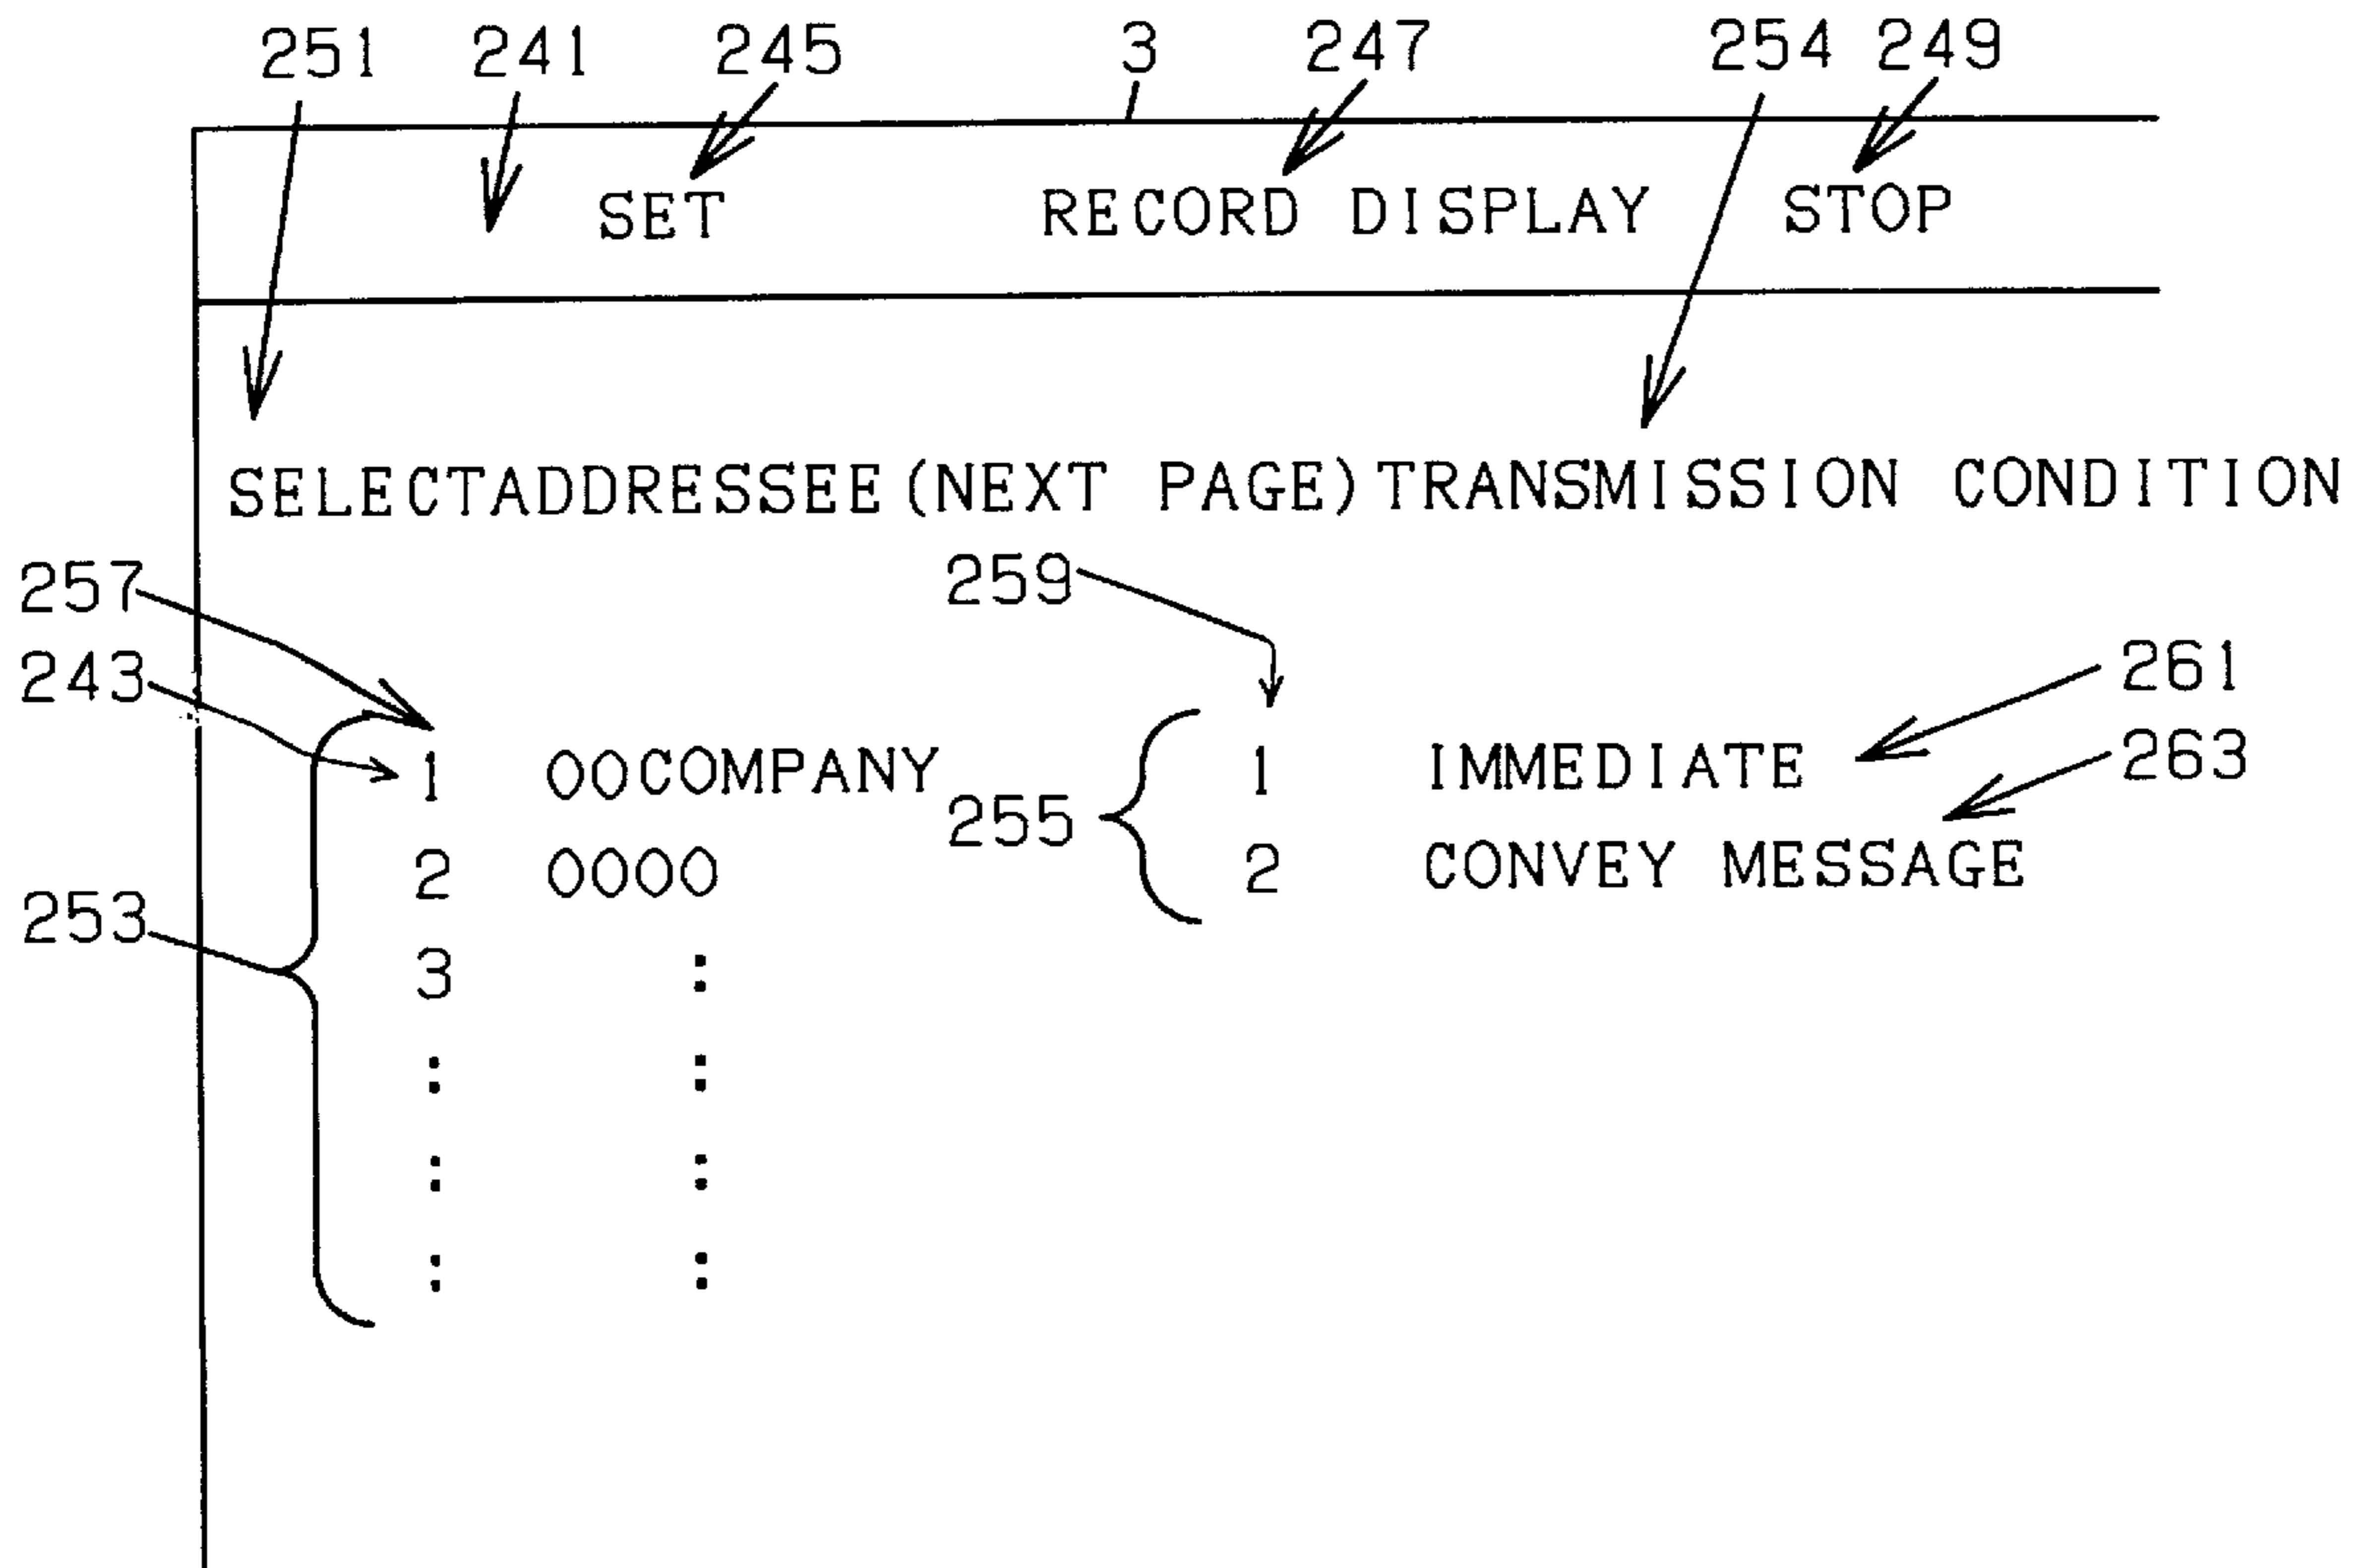 251 241 245 3 247 254 249
SET RECORD DISPLAY STOP
SELECTADDRESSEE (NEXT PAGE) TRANSMISSION CONDITION
257 259
243 261
1 OOCOMPANY 1 IMMEDIATE 263
255
2 OOOO 2 CONVEY MESSAGE
253
3 :
: :
: :
: :